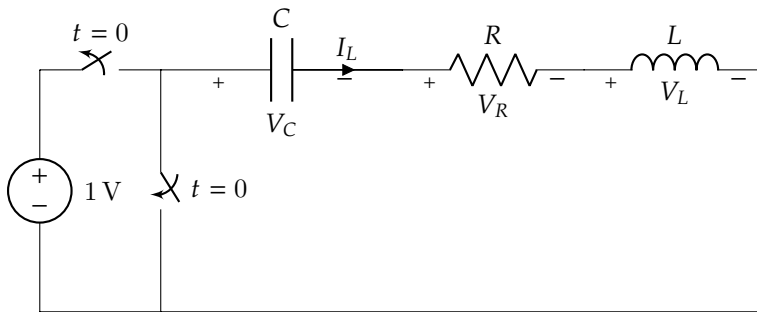 t = 0
C
I_L
R
L
+ − + − + −
V_C
V_R
V_L
+
−
1 V
t = 0